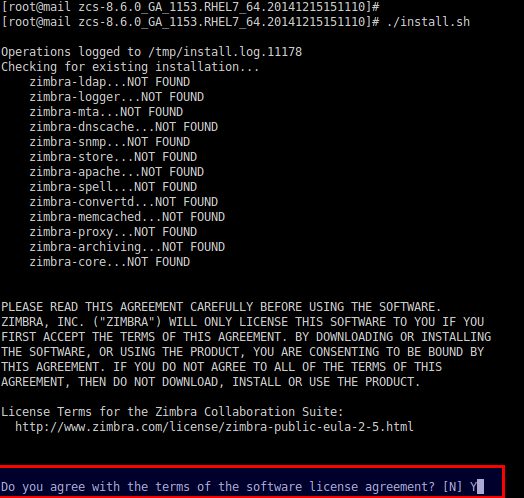 [root@mail zcs-8.6.0_GA_1153.RHEL7_64.20141215151110]#
[root@mail zcs-8.6.0_GA_1153.RHEL7_64.20141215151110]# ./install.sh
Operations logged to /tmp/install.log.11178
Checking for existing installation...
zimbra-ldap...NOT FOUND
zimbra-logger...NOT FOUND
zimbra-mta...NOT FOUND
zimbra-dnscache...NOT FOUND
zimbra-snmp...NOT FOUND
zimbra-store...NOT FOUND
zimbra-apache...NOT FOUND
zimbra-spell...NOT FOUND
zimbra-convertd...NOT FOUND
zimbra-memcached...NOT FOUND
zimbra-proxy...NOT FOUND
zimbra-archiving...NOT FOUND
zimbra-core...NOT FOUND
PLEASE READ THIS AGREEMENT CAREFULLY BEFORE USING THE SOFTWARE.
ZIMBRA, INC. ("ZIMBRA") WILL ONLY LICENSE THIS SOFTWARE TO YOU IF YOU
FIRST ACCEPT THE TERMS OF THIS AGREEMENT. BY DOWNLOADING OR INSTALLING
THE SOFTWARE, OR USING THE PRODUCT, YOU ARE CONSENTING TO BE BOUND BY
THIS AGREEMENT. IF YOU DO NOT AGREE TO ALL OF THE TERMS OF THIS
AGREEMENT, THEN DO NOT DOWNLOAD, INSTALL OR USE THE PRODUCT.
License Terms for the Zimbra Collaboration Suite:
http://www.zimbra.com/license/zimbra-public-eula-2-5.html
Do you agree with the terms of the software license agreement? [N] Y